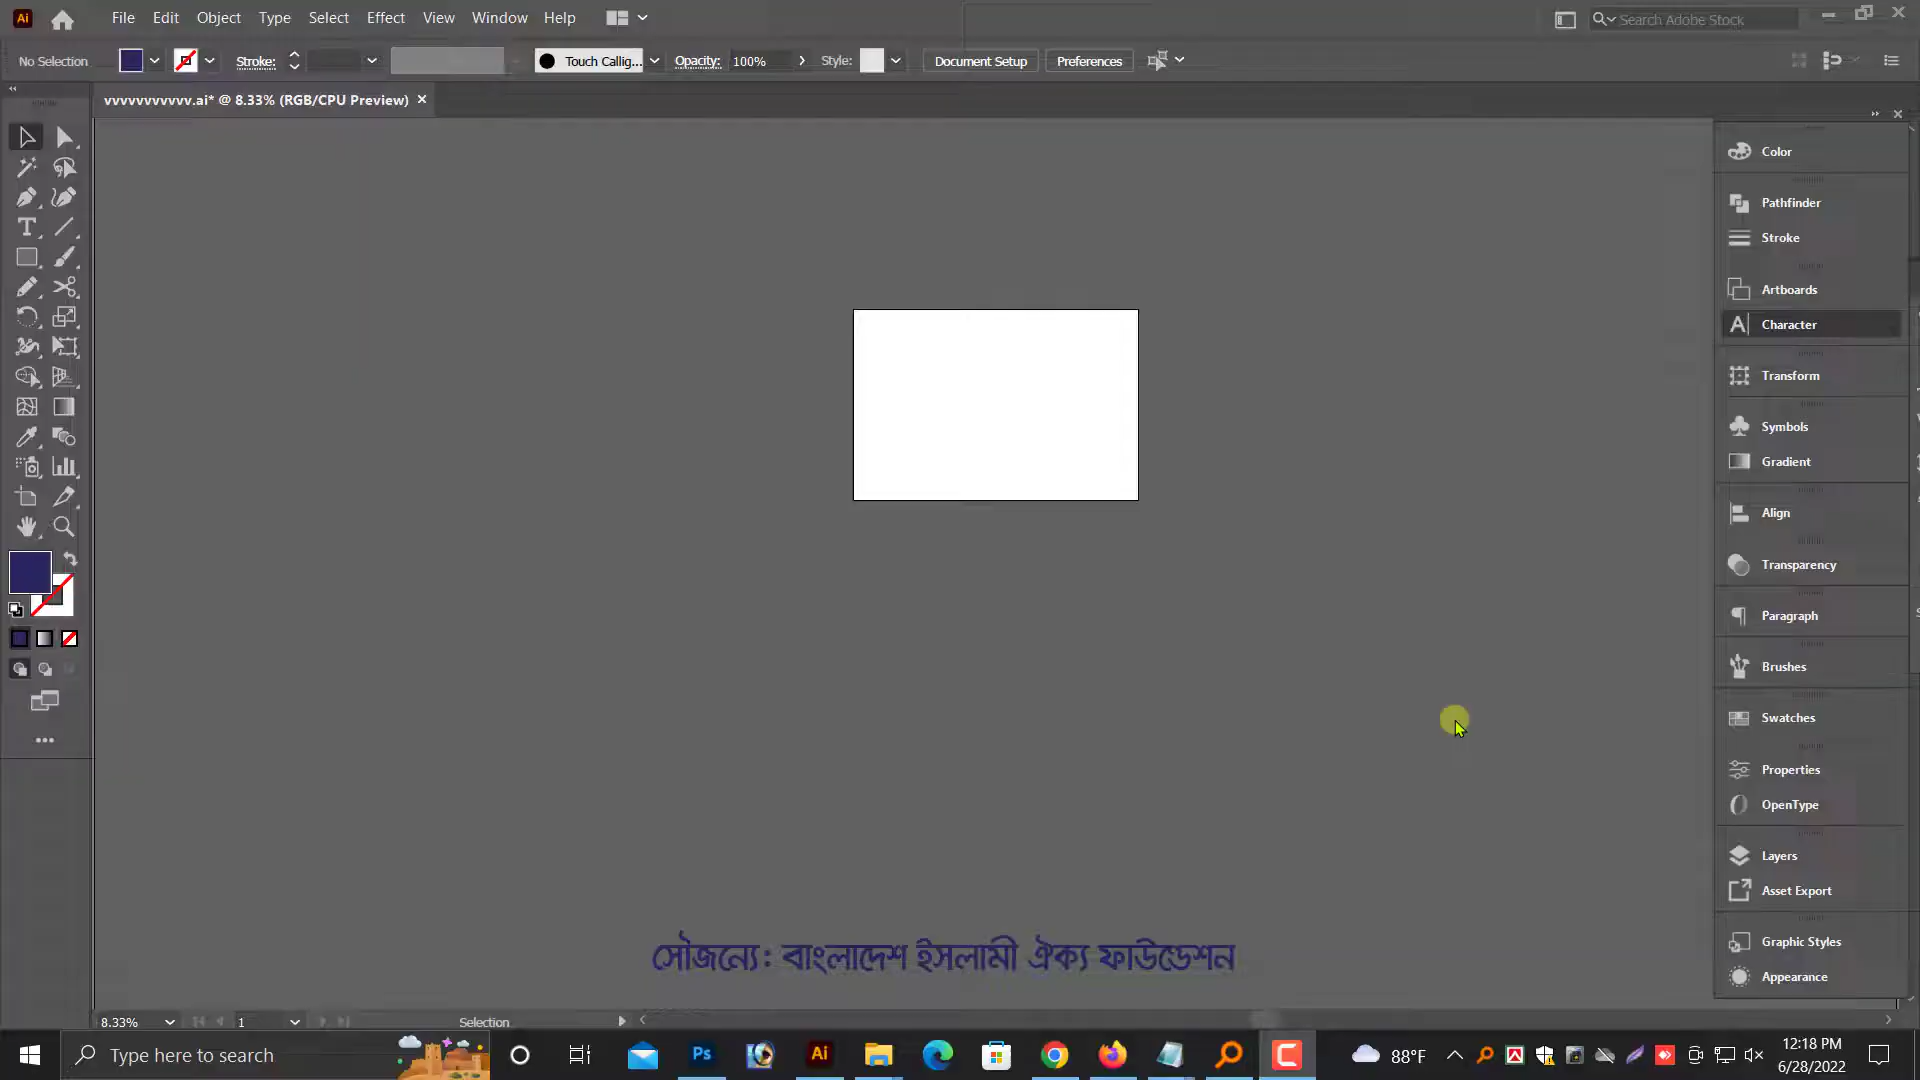 File Edit Object Type Select Effect View Window Help Search Adobe Stock
No Selection Stroke: Touch Callig... Opacity: 100% Style: Document Setup Preferences
vvvvvvvvvvv.ai* @ 8.33% (RGB/CPU Preview)
Color
Pathfinder
Stroke
Artboards
Character
Transform
Symbols
Gradient
Align
Transparency
Paragraph
Brushes
Swatches
Properties
OpenType
Layers
Asset Export
Graphic Styles
Appearance
সৌজন্যে: বাংলাদেশ ইসলামী ঐক্য ফাউন্ডেশন
8.33% 1 Selection
Type here to search 88°F 12:18 PM
6/28/2022